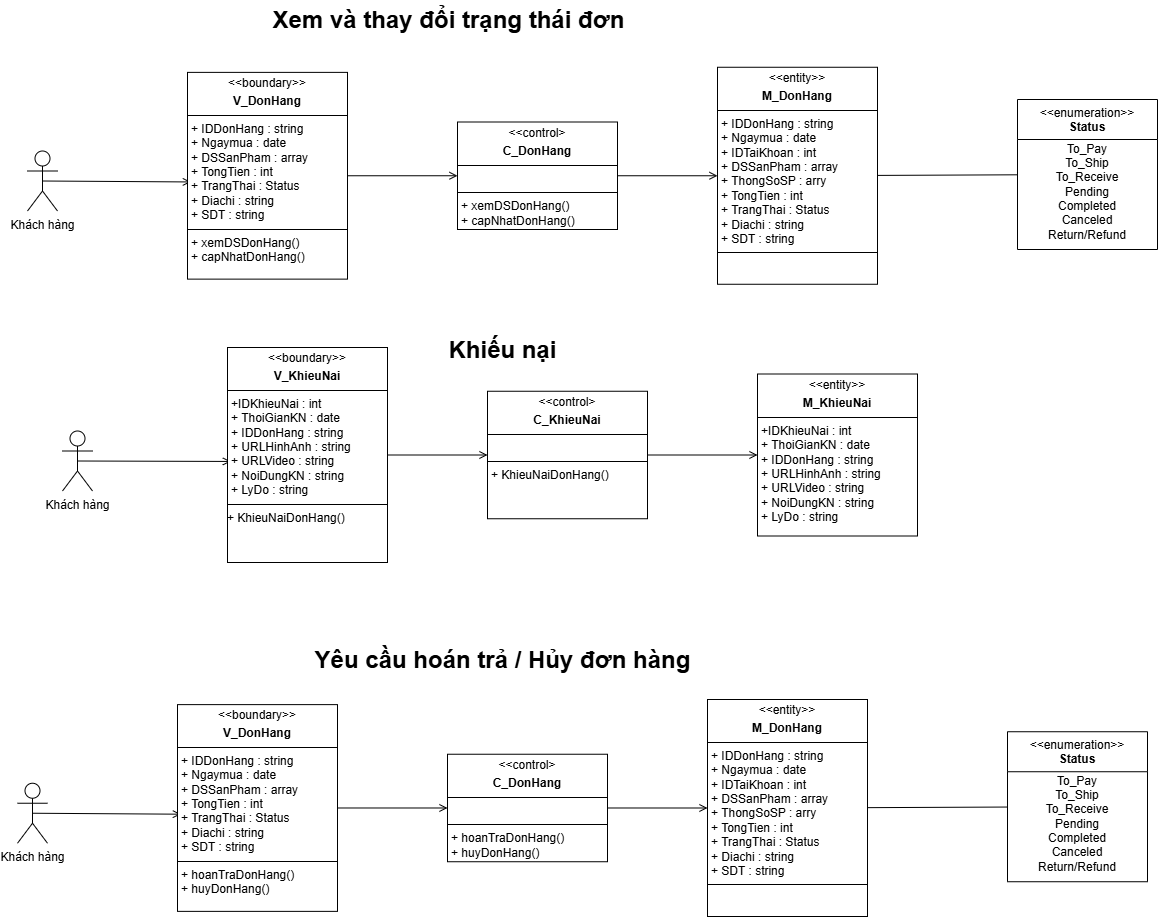 Xem và thay đổi trạng thái đơn
Khách hàng
<<boundary>>
V_DonHang
+ IDDonHang : string
+ Ngaymua : date
+ DSSanPham : array
+ TongTien : int
+ TrangThai : Status
+ Diachi : string
+ SDT : string
+ xemDSDonHang()
+ capNhatDonHang()
<<control>
C_DonHang
+ xemDSDonHang()
+ capNhatDonHang()
<<entity>>
M_DonHang
+ IDDonHang : string
+ Ngaymua : date
+ IDTaiKhoan : int
+ DSSanPham : array
+ ThongSoSP : arry
+ TongTien : int
+ TrangThai : Status
+ Diachi : string
+ SDT : string
<<enumeration>>
Status
To_Pay
To_Ship
To_Receive
Pending
Completed
Canceled
Return/Refund
Khiếu nại
Khách hàng
<<boundary>>
V_KhieuNai
+IDKhieuNai : int
+ ThoiGianKN : date
+ IDDonHang : string
+ URLHinhAnh : string
+ URLVideo : string
+ NoiDungKN : string
+ LyDo : string
+ KhieuNaiDonHang()
<<control>
C_KhieuNai
+ KhieuNaiDonHang()
<<entity>>
M_KhieuNai
+IDKhieuNai : int
+ ThoiGianKN : date
+ IDDonHang : string
+ URLHinhAnh : string
+ URLVideo : string
+ NoiDungKN : string
+ LyDo : string
Yêu cầu hoán trả / Hủy đơn hàng
Khách hàng
<<boundary>>
V_DonHang
+ IDDonHang : string
+ Ngaymua : date
+ DSSanPham : array
+ TongTien : int
+ TrangThai : Status
+ Diachi : string
+ SDT : string
+ hoanTraDonHang()
+ huyDonHang()
<<control>
C_DonHang
+ hoanTraDonHang()
+ huyDonHang()
<<entity>>
M_DonHang
+ IDDonHang : string
+ Ngaymua : date
+ IDTaiKhoan : int
+ DSSanPham : array
+ ThongSoSP : arry
+ TongTien : int
+ TrangThai : Status
+ Diachi : string
+ SDT : string
<<enumeration>>
Status
To_Pay
To_Ship
To_Receive
Pending
Completed
Canceled
Return/Refund